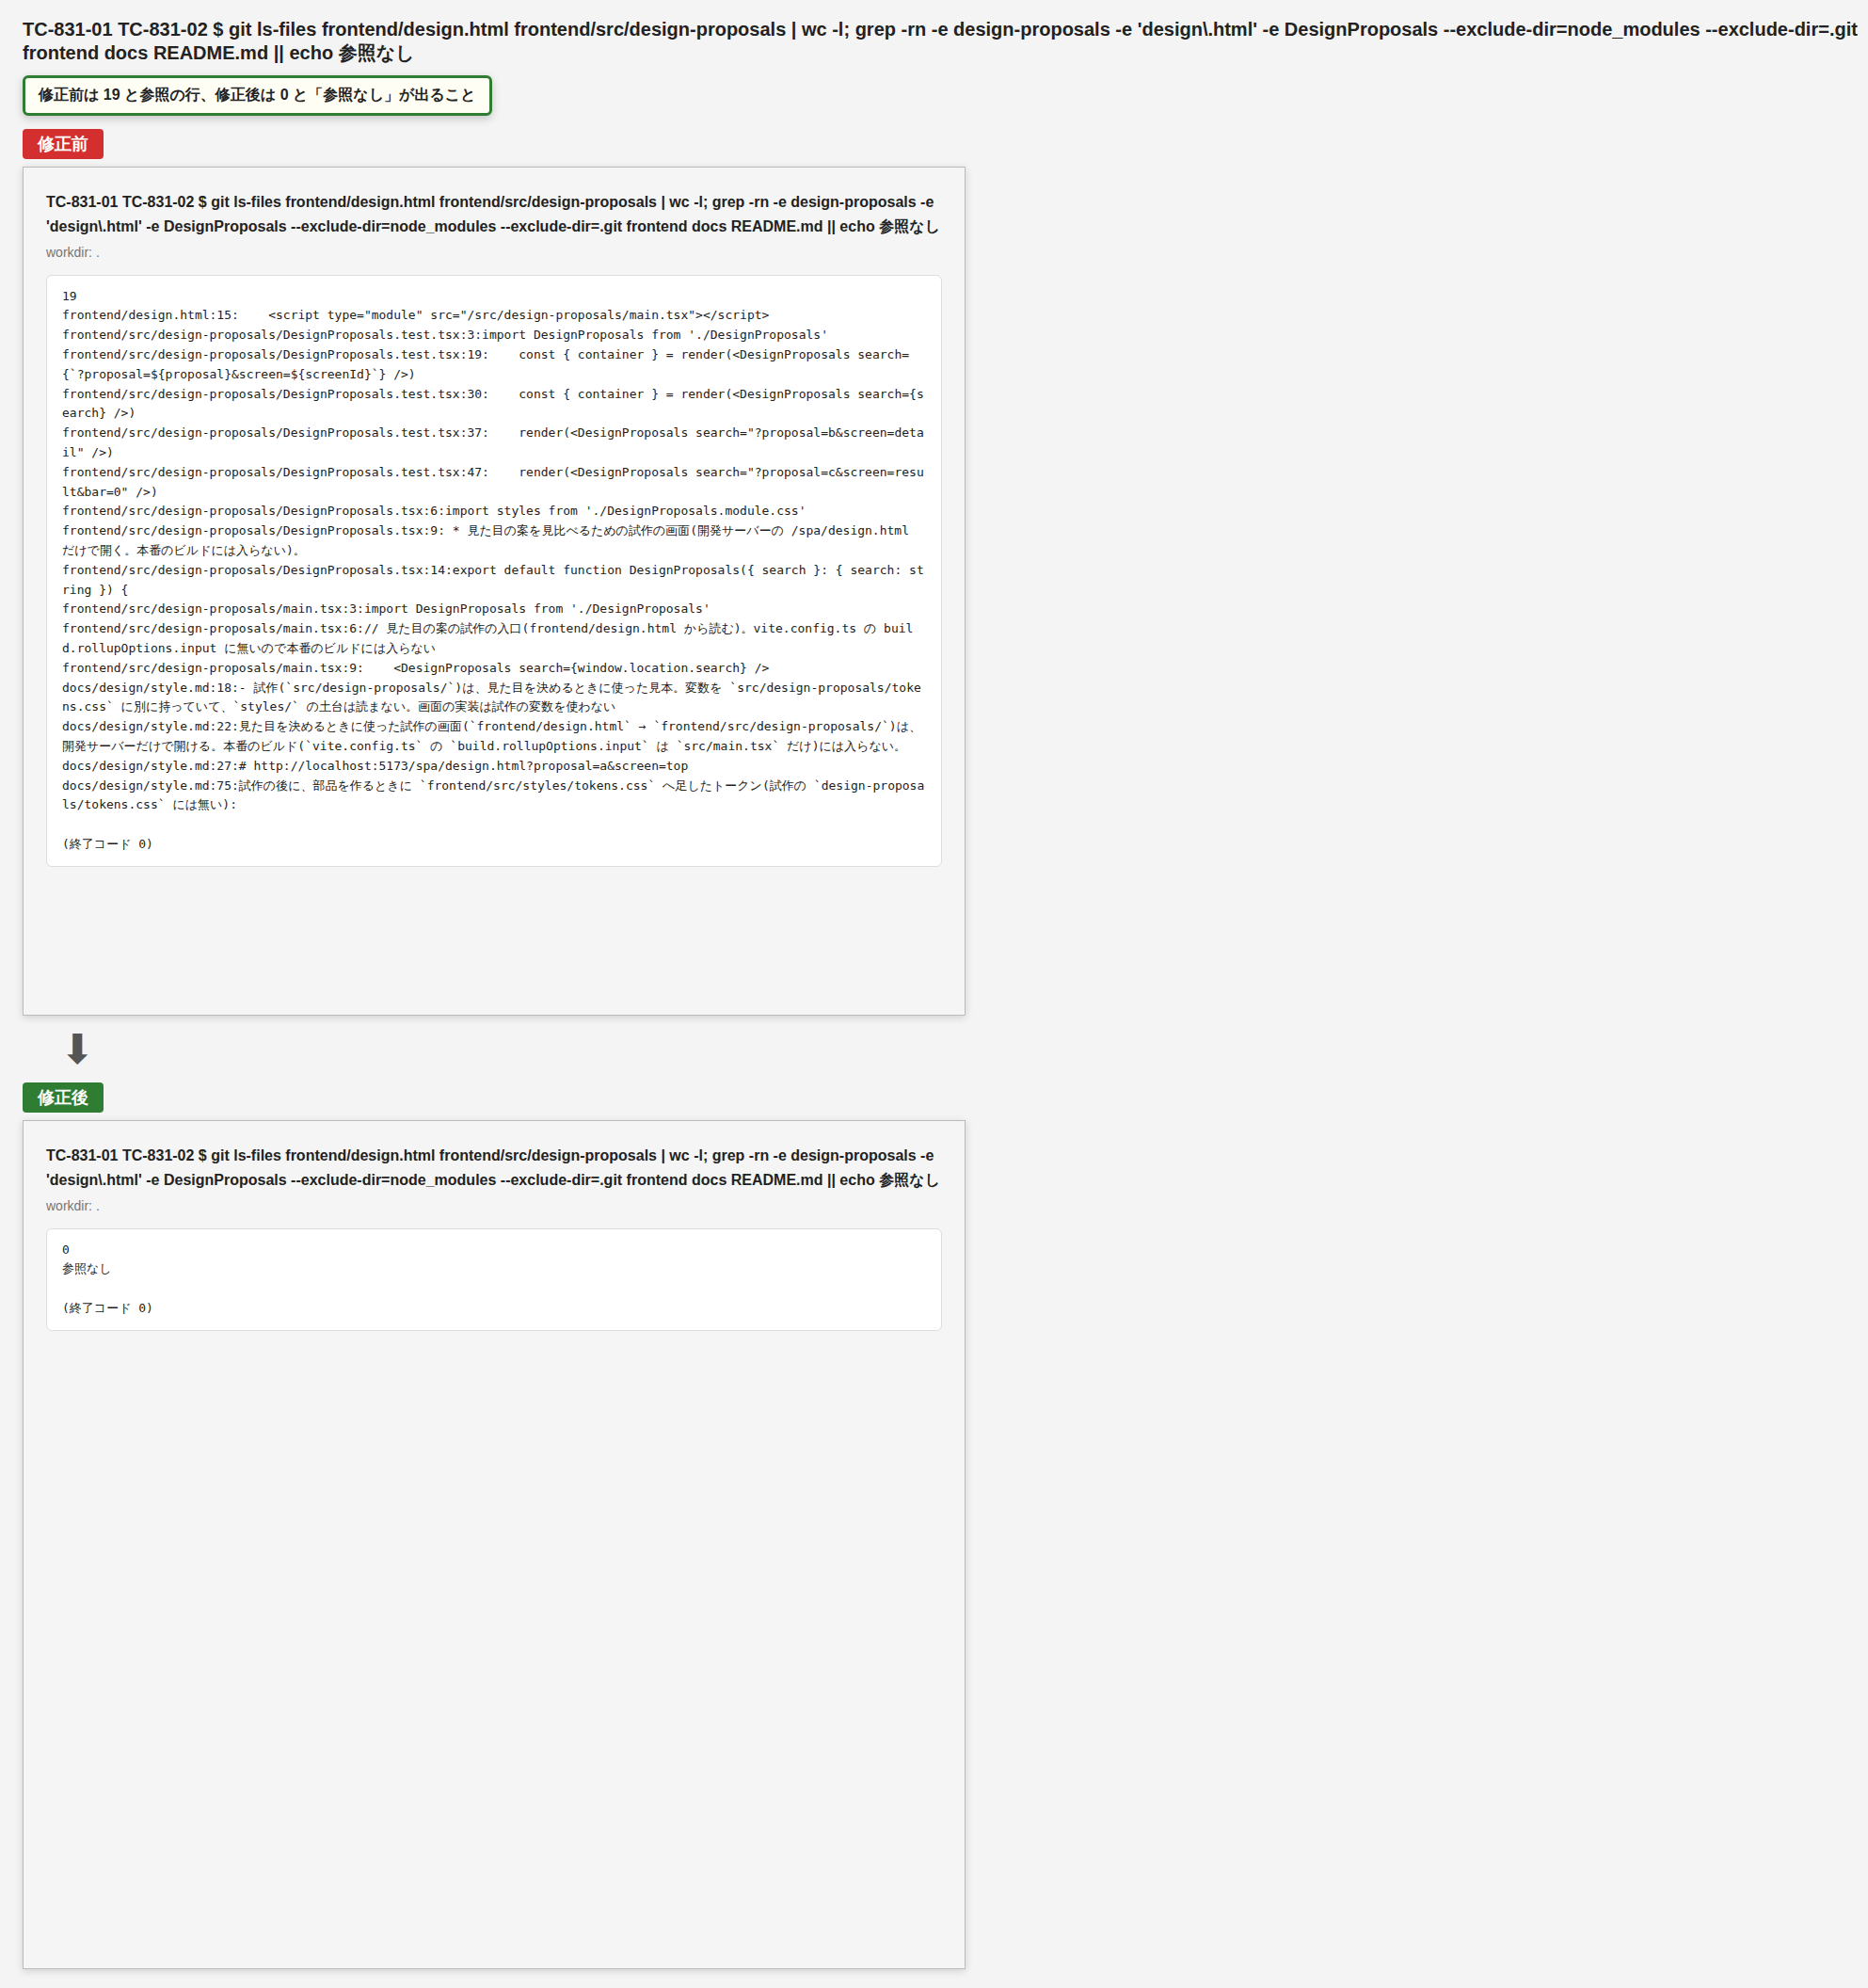 TC-831-01 TC-831-02 $ git ls-files frontend/design.html frontend/src/design-proposals | wc -l; grep -rn -e design-proposals -e 'design\.html' -e DesignProposals --exclude-dir=node_modules --exclude-dir=.git
frontend docs README.md || echo 参照なし
修正前は 19 と参照の行、修正後は 0 と「参照なし」が出ること
修正前
TC-831-01 TC-831-02 $ git ls-files frontend/design.html frontend/src/design-proposals | wc -l; grep -rn -e design-proposals -e
'design\.html' -e DesignProposals --exclude-dir=node_modules --exclude-dir=.git frontend docs README.md || echo 参照なし
workdir: .
19
frontend/design.html:15:    <script type="module" src="/src/design-proposals/main.tsx"></script>
frontend/src/design-proposals/DesignProposals.test.tsx:3:import DesignProposals from './DesignProposals'
frontend/src/design-proposals/DesignProposals.test.tsx:19:    const { container } = render(<DesignProposals search=
{`?proposal=${proposal}&screen=${screenId}`} />)
frontend/src/design-proposals/DesignProposals.test.tsx:30:    const { container } = render(<DesignProposals search={s
earch} />)
frontend/src/design-proposals/DesignProposals.test.tsx:37:    render(<DesignProposals search="?proposal=b&screen=deta
il" />)
frontend/src/design-proposals/DesignProposals.test.tsx:47:    render(<DesignProposals search="?proposal=c&screen=resu
lt&bar=0" />)
frontend/src/design-proposals/DesignProposals.tsx:6:import styles from './DesignProposals.module.css'
frontend/src/design-proposals/DesignProposals.tsx:9: * 見た目の案を見比べるための試作の画面(開発サーバーの /spa/design.html
だけで開く。本番のビルドには入らない)。
frontend/src/design-proposals/DesignProposals.tsx:14:export default function DesignProposals({ search }: { search: st
ring }) {
frontend/src/design-proposals/main.tsx:3:import DesignProposals from './DesignProposals'
frontend/src/design-proposals/main.tsx:6:// 見た目の案の試作の入口(frontend/design.html から読む)。vite.config.ts の buil
d.rollupOptions.input に無いので本番のビルドには入らない
frontend/src/design-proposals/main.tsx:9:    <DesignProposals search={window.location.search} />
docs/design/style.md:18:- 試作(`src/design-proposals/`)は、見た目を決めるときに使った見本。変数を `src/design-proposals/toke
ns.css` に別に持っていて、`styles/` の土台は読まない。画面の実装は試作の変数を使わない
docs/design/style.md:22:見た目を決めるときに使った試作の画面(`frontend/design.html` → `frontend/src/design-proposals/`)は、
開発サーバーだけで開ける。本番のビルド(`vite.config.ts` の `build.rollupOptions.input` は `src/main.tsx` だけ)には入らない。
docs/design/style.md:27:# http://localhost:5173/spa/design.html?proposal=a&screen=top
docs/design/style.md:75:試作の後に、部品を作るときに `frontend/src/styles/tokens.css` へ足したトークン(試作の `design-proposa
ls/tokens.css` には無い):
(終了コード 0)
⬇
修正後
TC-831-01 TC-831-02 $ git ls-files frontend/design.html frontend/src/design-proposals | wc -l; grep -rn -e design-proposals -e
'design\.html' -e DesignProposals --exclude-dir=node_modules --exclude-dir=.git frontend docs README.md || echo 参照なし
workdir: .
0
参照なし
(終了コード 0)